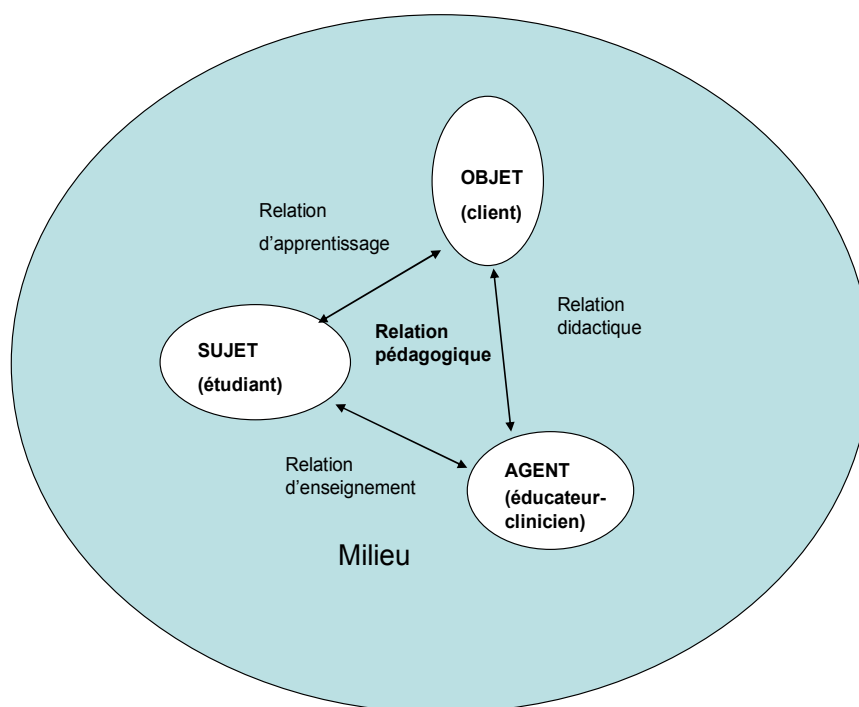 OBJET
(client)
Relation
d'apprentissage
Relation
didactique
Relation
pédagogique
SUJET
(étudiant)
Relation
d'enseignement
AGENT
(éducateur-
clinicien)
Milieu